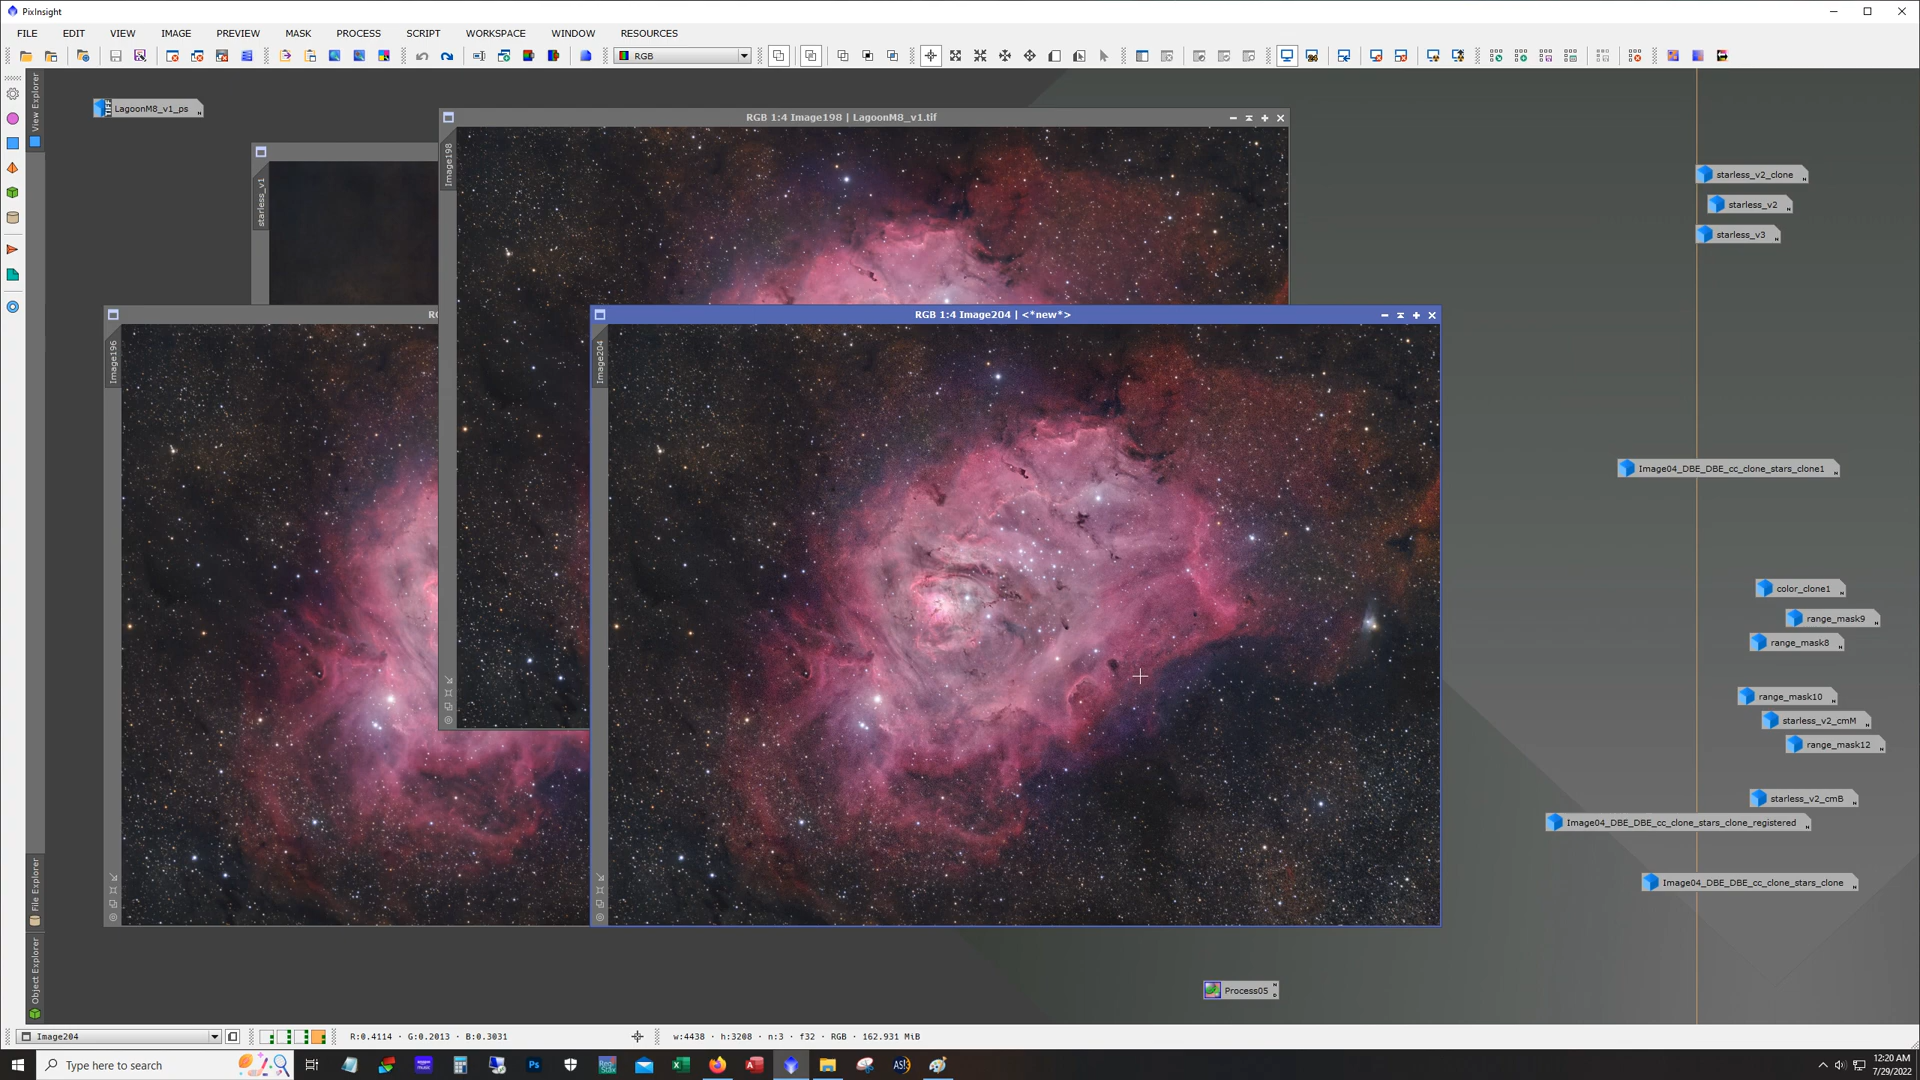 PixInsight
FILE EDIT VIEW IMAGE PREVIEW MASK PROCESS SCRIPT WORKSPACE WINDOW RESOURCES
RGB
View Explorer
TIFF
LagoonM8_v1_ps
RGB 1:4 Image198 | LagoonM8_v1.tif
Image198
starless_v1
starless_v2_clone
starless_v2
starless_v3
RGB 1:4 Image204 | <*new*>
Image196
Image204
Image04_DBE_DBE_cc_clone_stars_clone1
color_clone1
range_mask9
range_mask8
range_mask10
starless_v2_cmM
range_mask12
starless_v2_cmB
Image04_DBE_DBE_cc_clone_stars_clone_registered
Image04_DBE_DBE_cc_clone_stars_clone
File Explorer
Object Explorer
Process05
Image204
R:0.4114 · G:0.2013 · B:0.3031
w:4438 · h:3208 · n:3 · f32 · RGB · 162.931 MiB
Type here to search
Ps
12:20 AM
7/29/2022